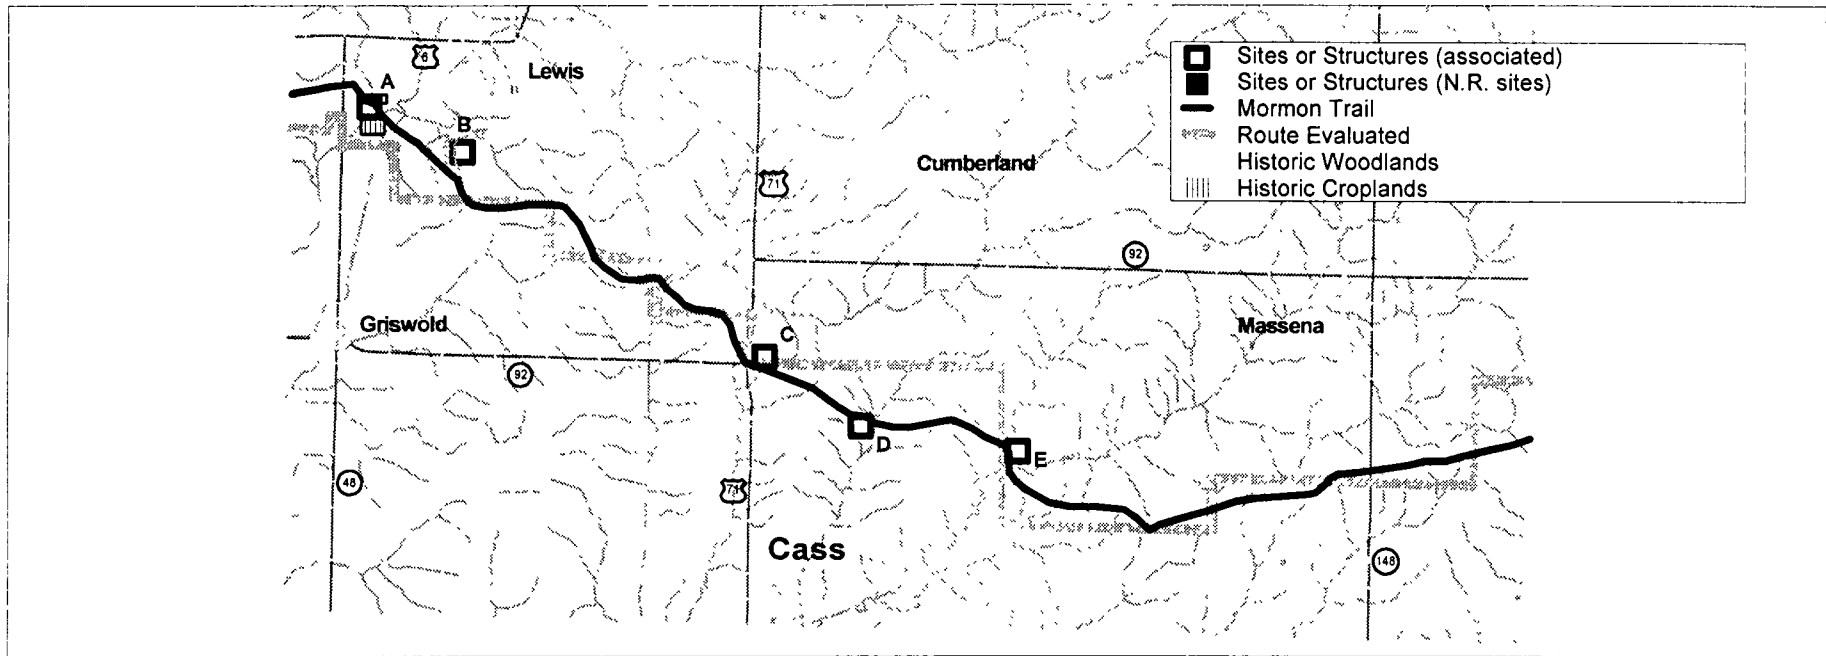 6
Lewis
A
B
71
Cumberland
Sites or Structures (associated)
Sites or Structures (N.R. sites)
Mormon Trail
Route Evaluated
Historic Woodlands
Historic Croplands
92
Griswold
92
C
Massena
D
E
48
71
Cass
148